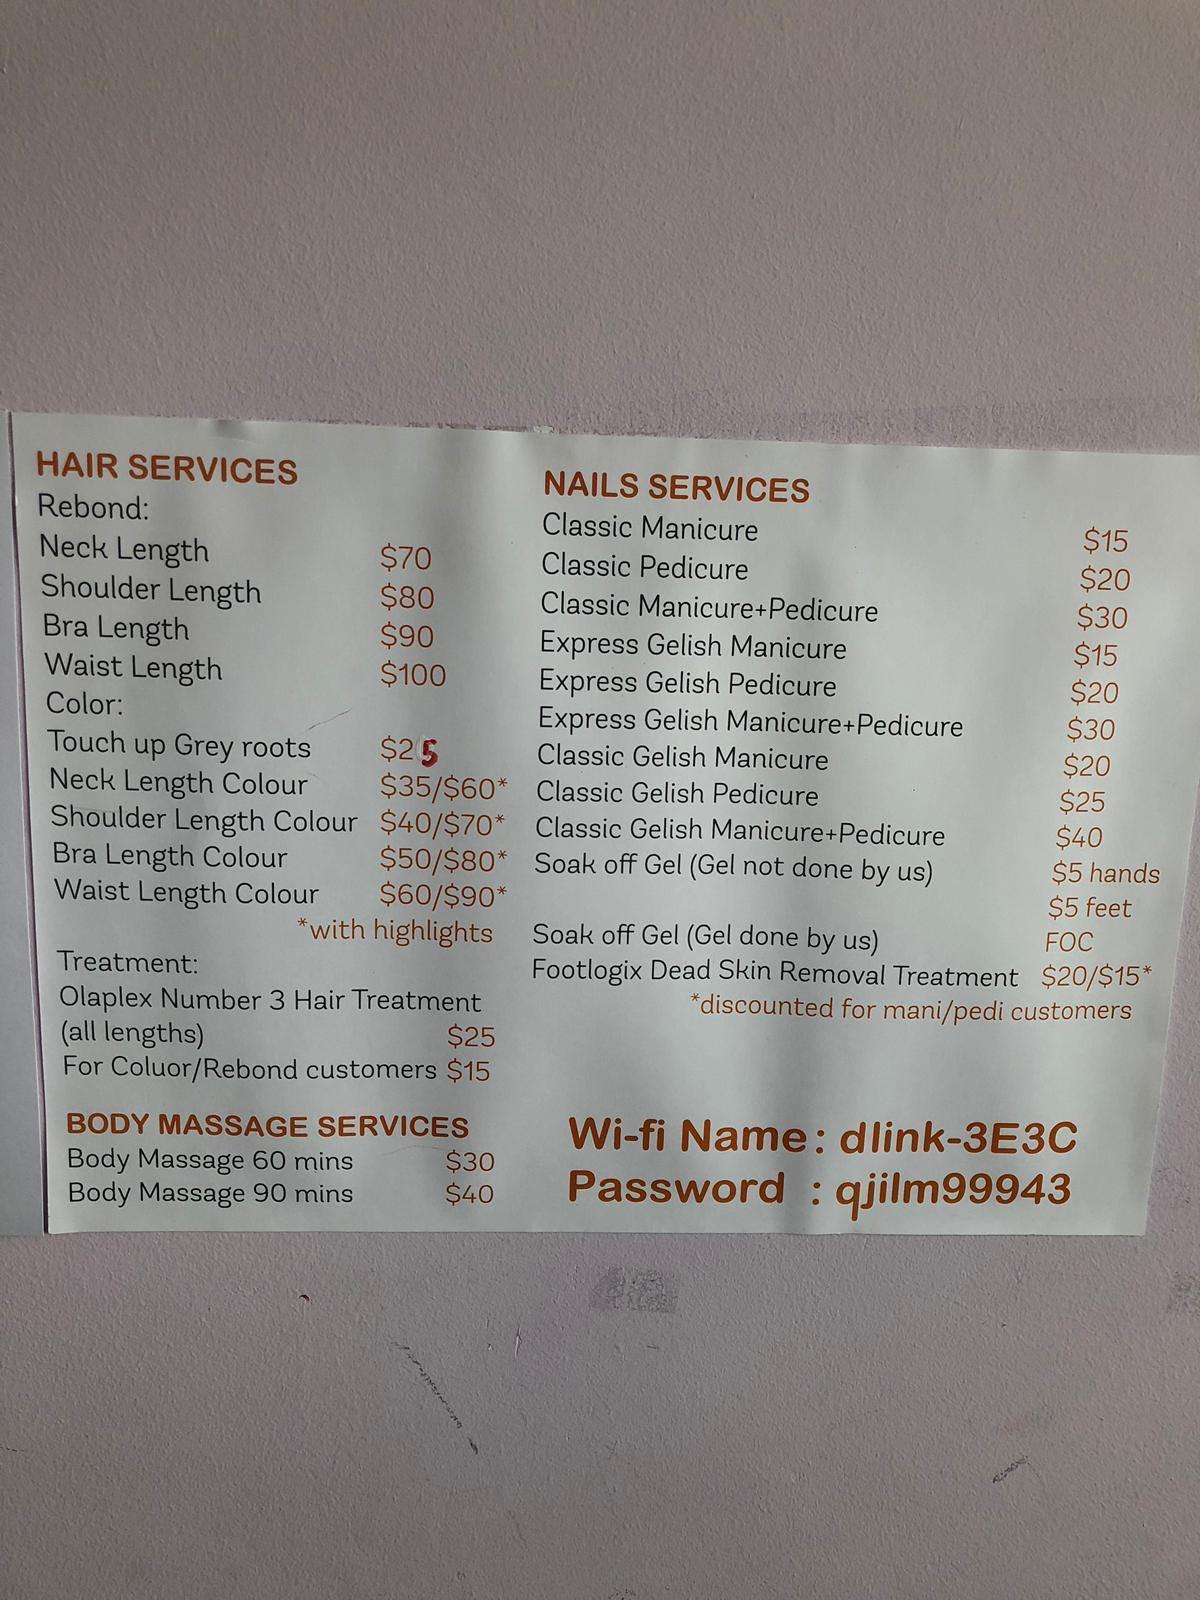 HAIR SERVICES
Rebond:
Neck Length $70
Shoulder Length $80
Bra Length $90
Waist Length $100
Color:
Touch up Grey roots $25
Neck Length Colour $35/$60*
Shoulder Length Colour $40/$70*
Bra Length Colour $50/$80*
Waist Length Colour $60/$90*
*with highlights
Treatment:
Olaplex Number 3 Hair Treatment
(all lengths) $25
For Coluor/Rebond customers $15
BODY MASSAGE SERVICES
Body Massage 60 mins $30
Body Massage 90 mins $40
NAILS SERVICES
Classic Manicure $15
Classic Pedicure $20
Classic Manicure+Pedicure $30
Express Gelish Manicure $15
Express Gelish Pedicure $20
Express Gelish Manicure+Pedicure $30
Classic Gelish Manicure $20
Classic Gelish Pedicure $25
Classic Gelish Manicure+Pedicure $40
Soak off Gel (Gel not done by us) $5 hands
$5 feet
Soak off Gel (Gel done by us) FOC
Footlogix Dead Skin Removal Treatment $20/$15*
*discounted for mani/pedi customers
Wi-fi Name: dlink-3E3C
Password : qjilm99943